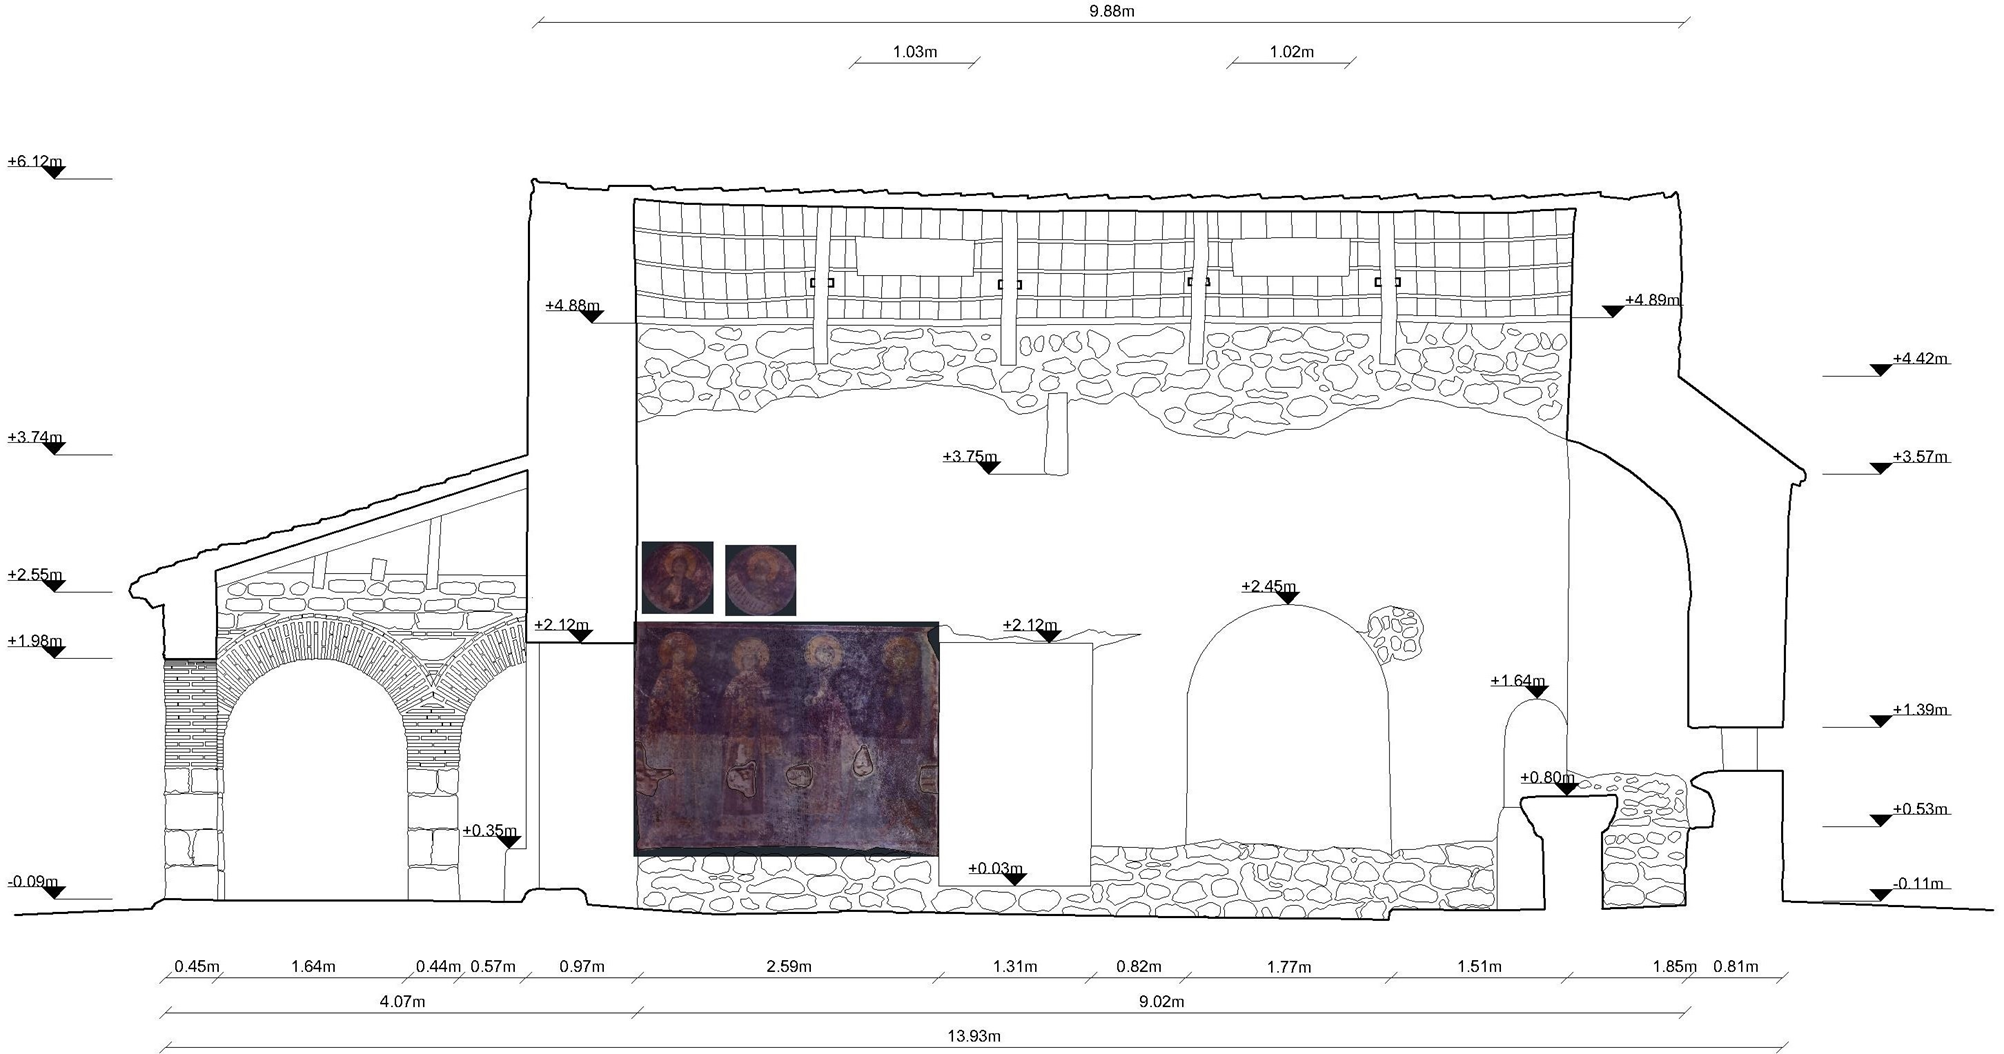 9.88m
1.03m 1.02m
+6.12m
+4.88m +4.89m
+4.42m
+3.74m +3.75m +3.57m
+2.55m +2.45m
+1.98m +2.12m +2.12m
+1.64m
+1.39m
+0.80m
+0.35m +0.53m
-0.09m +0.03m -0.11m
0.45m 1.64m 0.44m 0.57m 0.97m 2.59m 1.31m 0.82m 1.77m 1.51m 1.85m 0.81m
4.07m 9.02m
13.93m